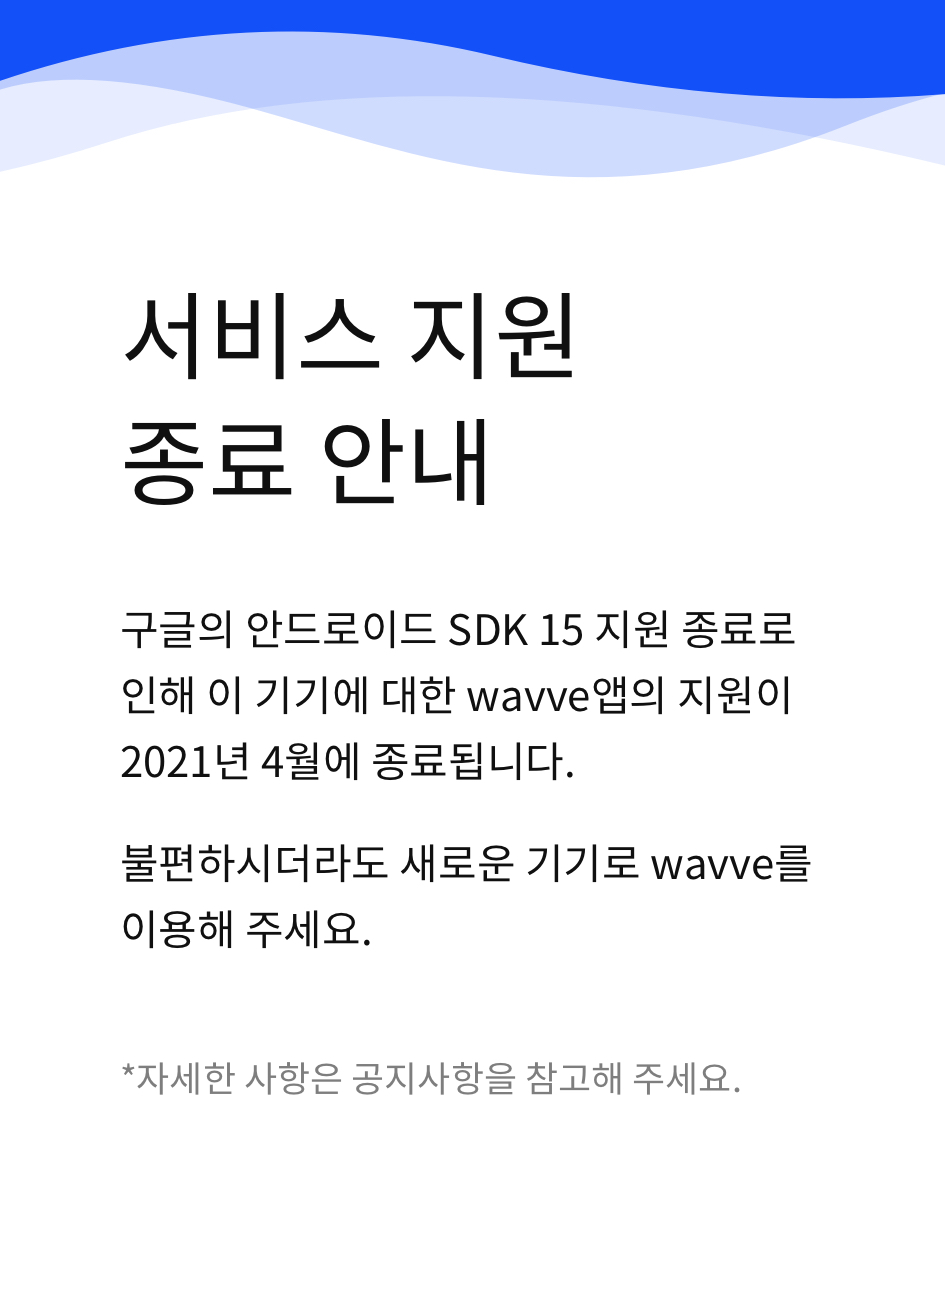 서비스 지원
종료 안내
구글의 안드로이드 SDK 15 지원 종료로
인해 이 기기에 대한 wavve앱의 지원이
2021년 4월에 종료됩니다.
불편하시더라도 새로운 기기로 wavve를
이용해 주세요.
*자세한 사항은 공지사항을 참고해 주세요.